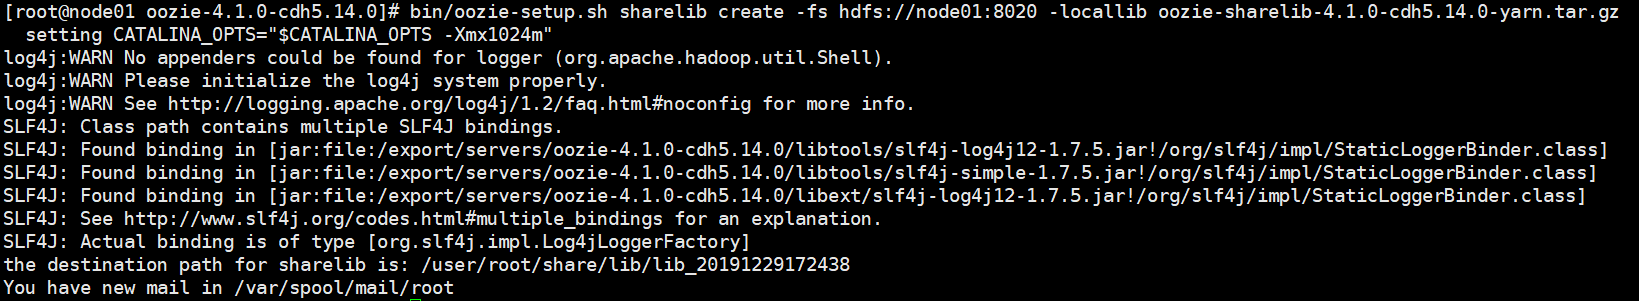 [root@node01 oozie-4.1.0-cdh5.14.0]# bin/oozie-setup.sh sharelib create -fs hdfs://node01:8020 -locallib oozie-sharelib-4.1.0-cdh5.14.0-yarn.tar.gz
  setting CATALINA_OPTS="$CATALINA_OPTS -Xmx1024m"
log4j:WARN No appenders could be found for logger (org.apache.hadoop.util.Shell).
log4j:WARN Please initialize the log4j system properly.
log4j:WARN See http://logging.apache.org/log4j/1.2/faq.html#noconfig for more info.
SLF4J: Class path contains multiple SLF4J bindings.
SLF4J: Found binding in [jar:file:/export/servers/oozie-4.1.0-cdh5.14.0/libtools/slf4j-log4j12-1.7.5.jar!/org/slf4j/impl/StaticLoggerBinder.class]
SLF4J: Found binding in [jar:file:/export/servers/oozie-4.1.0-cdh5.14.0/libtools/slf4j-simple-1.7.5.jar!/org/slf4j/impl/StaticLoggerBinder.class]
SLF4J: Found binding in [jar:file:/export/servers/oozie-4.1.0-cdh5.14.0/libext/slf4j-log4j12-1.7.5.jar!/org/slf4j/impl/StaticLoggerBinder.class]
SLF4J: See http://www.slf4j.org/codes.html#multiple_bindings for an explanation.
SLF4J: Actual binding is of type [org.slf4j.impl.Log4jLoggerFactory]
the destination path for sharelib is: /user/root/share/lib/lib_20191229172438
You have new mail in /var/spool/mail/root